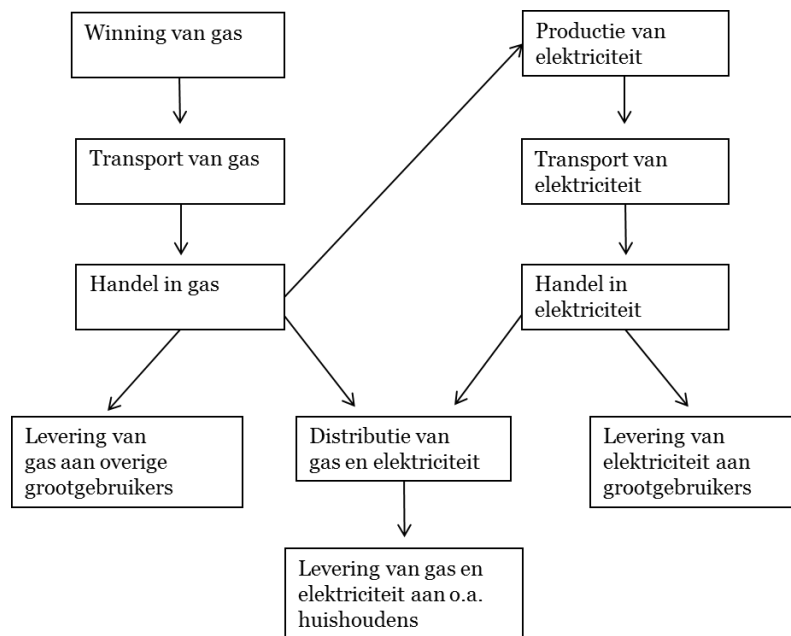 Winning van gas
Productie van
elektriciteit
Transport van gas
Transport van
elektriciteit
Handel in gas
Handel in
elektriciteit
Levering van
gas aan overige
grootgebruikers
Distributie van
gas en elektriciteit
Levering van
elektriciteit aan
grootgebruikers
Levering van gas en
elektriciteit aan o.a.
huishoudens